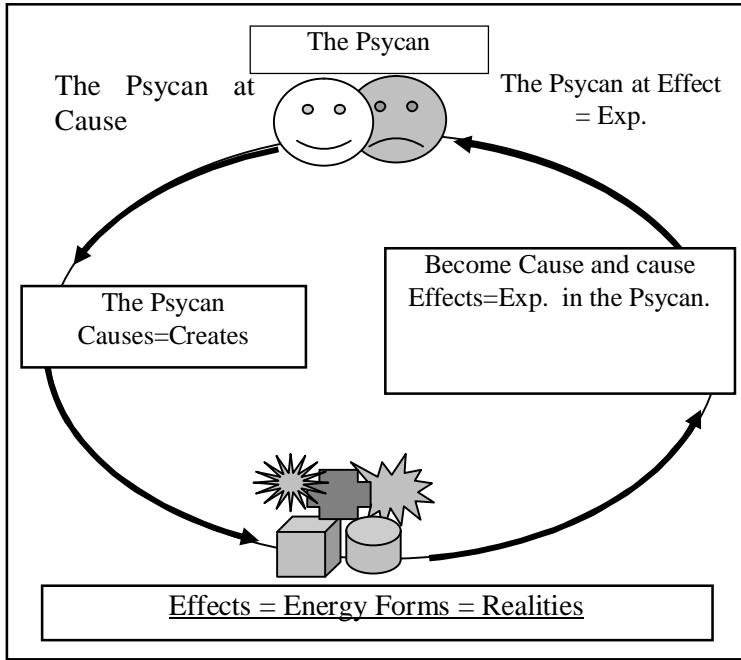 The Psycan
The Psycan at
Cause
The Psycan at Effect
= Exp.
The Psycan
Causes=Creates
Become Cause and cause
Effects=Exp. in the Psycan.
Effects = Energy Forms = Realities